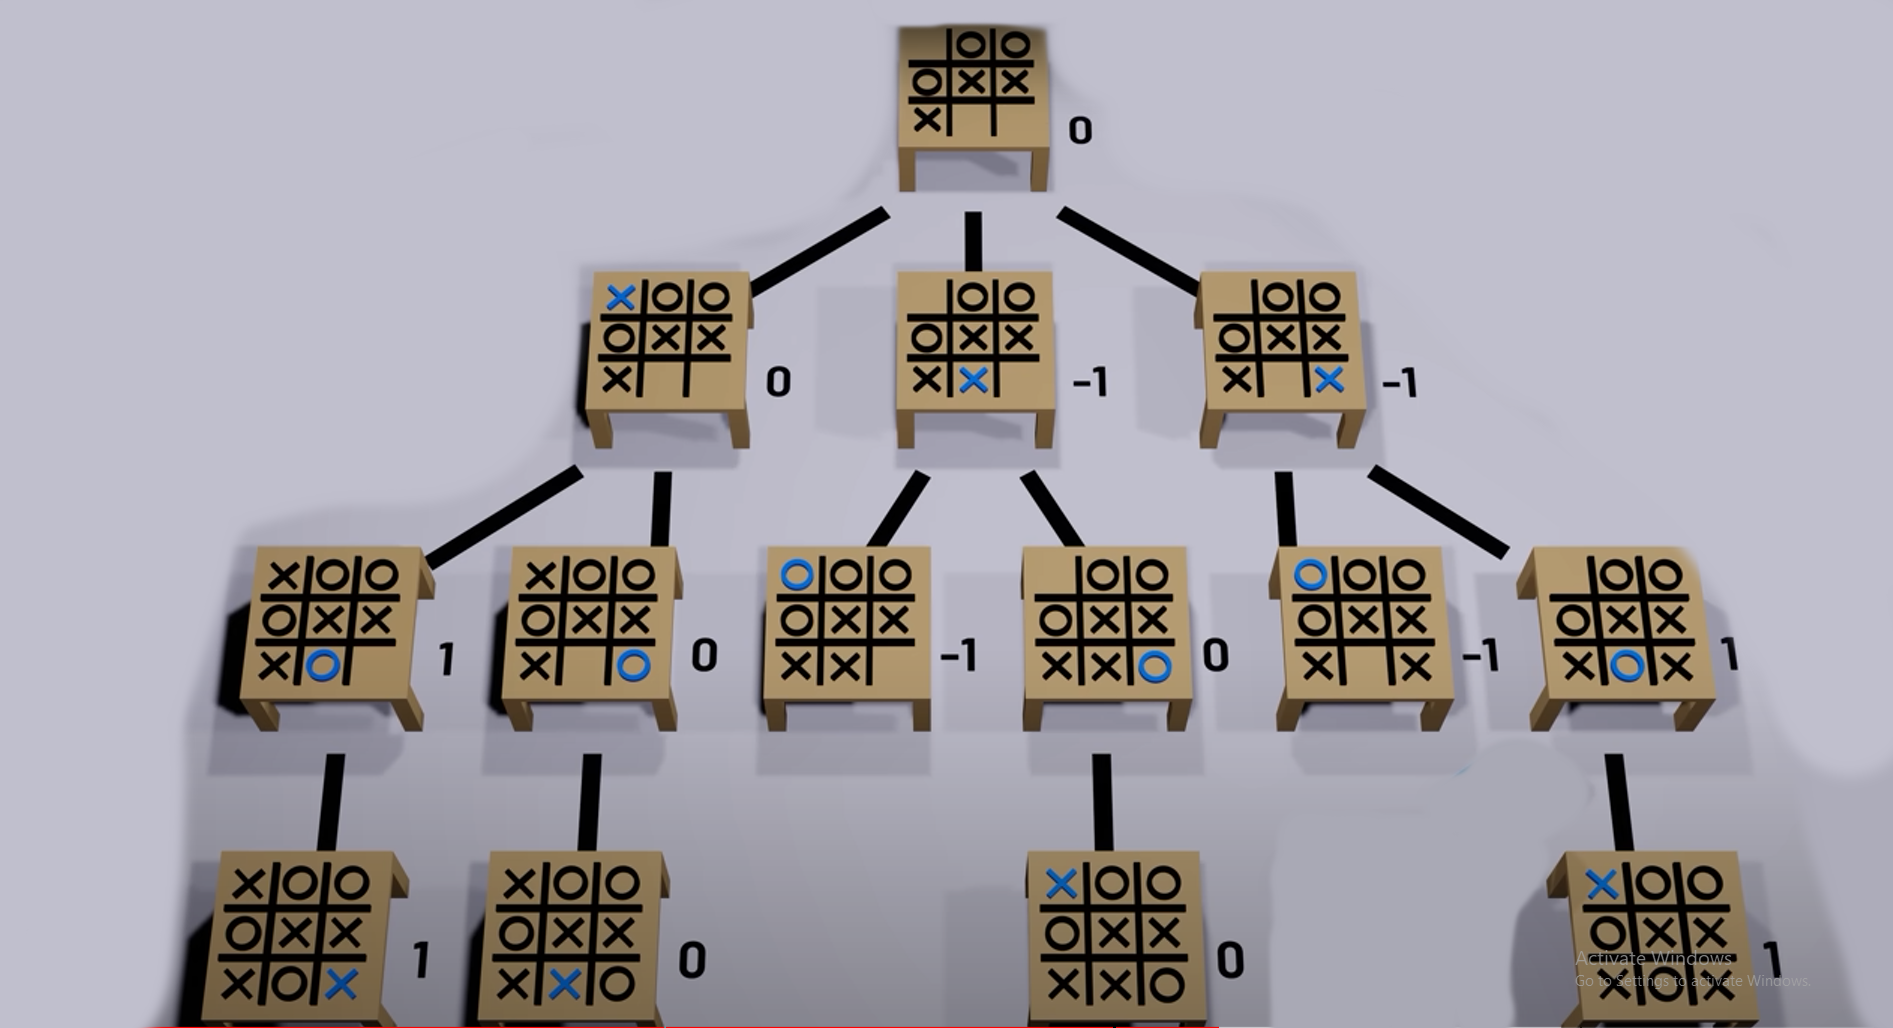 O O
O X X
X
0
X O O
O X X
X
0
O O
O X X
X X
-1
O O
O X X
X X
-1
X O O
O X X
X O
1
X O O
O X X
X O
0
O O O
O X X
X X
-1
O O
O X X
X X O
0
O O O
O X X
X X
-1
O O
O X X
X O X
1
X O O
O X X
X O X
1
X O O
O X X
X X O
0
X O O
O X X
X X O
0
X O O
O X X
X O X
1
Activate Windows
Go to Settings to activate Windows.